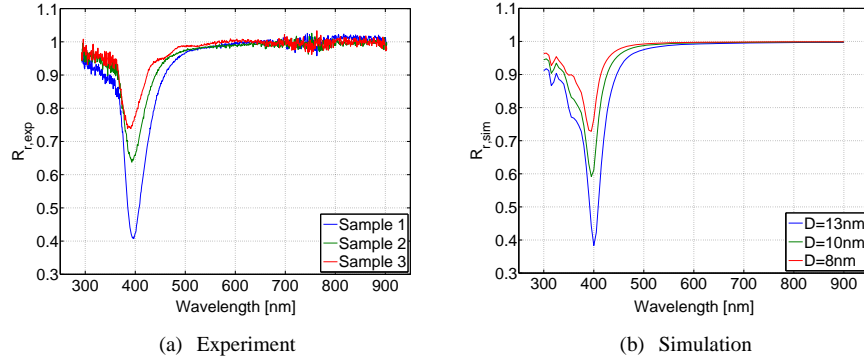 1.1
1
0.9
0.8
0.7
0.6
0.5
0.4
0.3
R_r,exp
300 400 500 600 700 800 900
Wavelength [nm]
Sample 1
Sample 2
Sample 3
(a) Experiment
1.1
1
0.9
0.8
0.7
0.6
0.5
0.4
0.3
R_r,sim
300 400 500 600 700 800 900
Wavelength [nm]
D=13nm
D=10nm
D=8nm
(b) Simulation